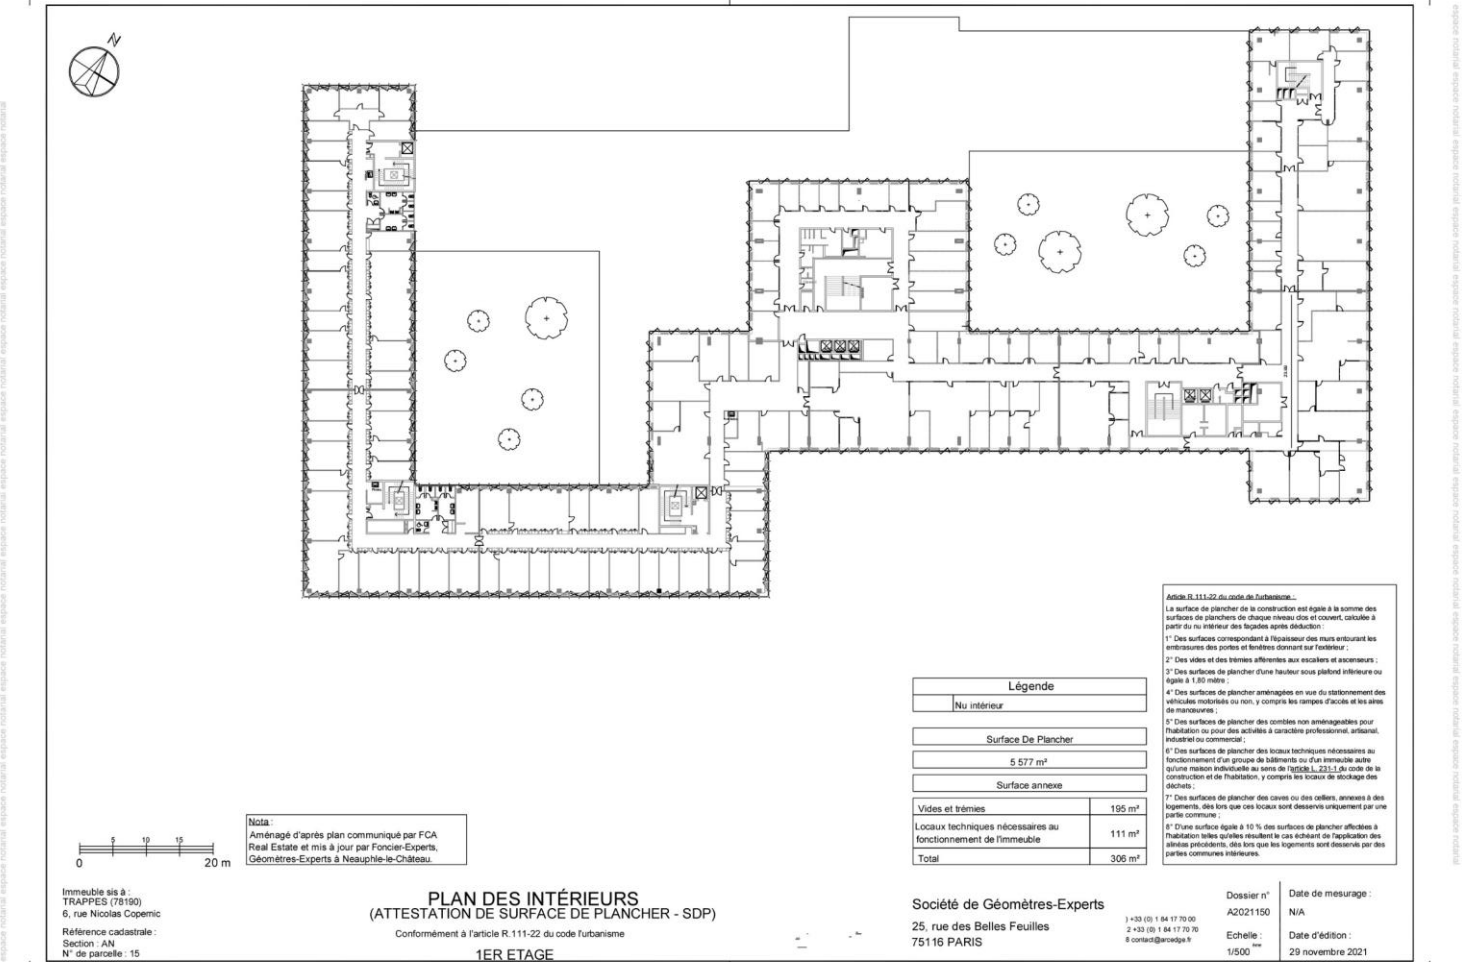 N
Article R.111-22 du code de l'urbanisme :
La surface de plancher de la construction est égale à la somme des
surfaces de planchers de chaque niveau clos et couvert, calculée à
partir du nu intérieur des façades après déduction :
1° Des surfaces correspondant à l'épaisseur des murs entourant les
embrasures des portes et fenêtres donnant sur l'extérieur ;
2° Des vides et des trémies afférentes aux escaliers et ascenseurs ;
3° Des surfaces de plancher d'une hauteur sous plafond inférieure ou
égale à 1,80 mètre ;
4° Des surfaces de plancher aménagées en vue du stationnement des
véhicules motorisés ou non, y compris les rampes d'accès et les aires
de manœuvres ;
5° Des surfaces de plancher des combles non aménageables pour
l'habitation ou pour des activités à caractère professionnel, artisanal,
industriel ou commercial ;
6° Des surfaces de plancher des locaux techniques nécessaires au
fonctionnement d'un groupe de bâtiments ou d'un immeuble autre
qu'une maison individuelle au sens de l'article L. 231-1 du code de la
construction et de l'habitation, y compris les locaux de stockage des
déchets ;
7° Des surfaces de plancher des caves ou des celliers, annexes à des
logements, dès lors que ces locaux sont desservis uniquement par une
partie commune ;
8° D'une surface égale à 10 % des surfaces de plancher affectées à
l'habitation telles qu'elles résultent le cas échéant de l'application des
alinéas précédents, dès lors que les logements sont desservis par des
parties communes intérieures.
Légende
Nu intérieur
Surface De Plancher
5 577 m²
Surface annexe
Vides et trémies 195 m²
Locaux techniques nécessaires au
fonctionnement de l'immeuble 111 m²
Total 306 m²
Nota :
Aménagé d'après plan communiqué par FCA
Real Estate et mis à jour par Foncier-Experts,
Géomètres-Experts à Neauphle-le-Château.
5 10 15
0 20 m
Immeuble sis à :
TRAPPES (78190)
6, rue Nicolas Copernic
Référence cadastrale :
Section : AN
N° de parcelle : 15
PLAN DES INTÉRIEURS
(ATTESTATION DE SURFACE DE PLANCHER - SDP)
Conformément à l'article R.111-22 du code l'urbanisme
1ER ETAGE
Société de Géomètres-Experts
25, rue des Belles Feuilles
75116 PARIS
) +33 (0) 1 84 17 70 00
2 +33 (0) 1 84 17 70 70
8 contact@arcedge.fr
Dossier n°
A2021150
Echelle :
1/500 ème
Date de mesurage :
N/A
Date d'édition :
29 novembre 2021
espace notarial espace notarial espace notarial espace notarial espace notarial espace notarial